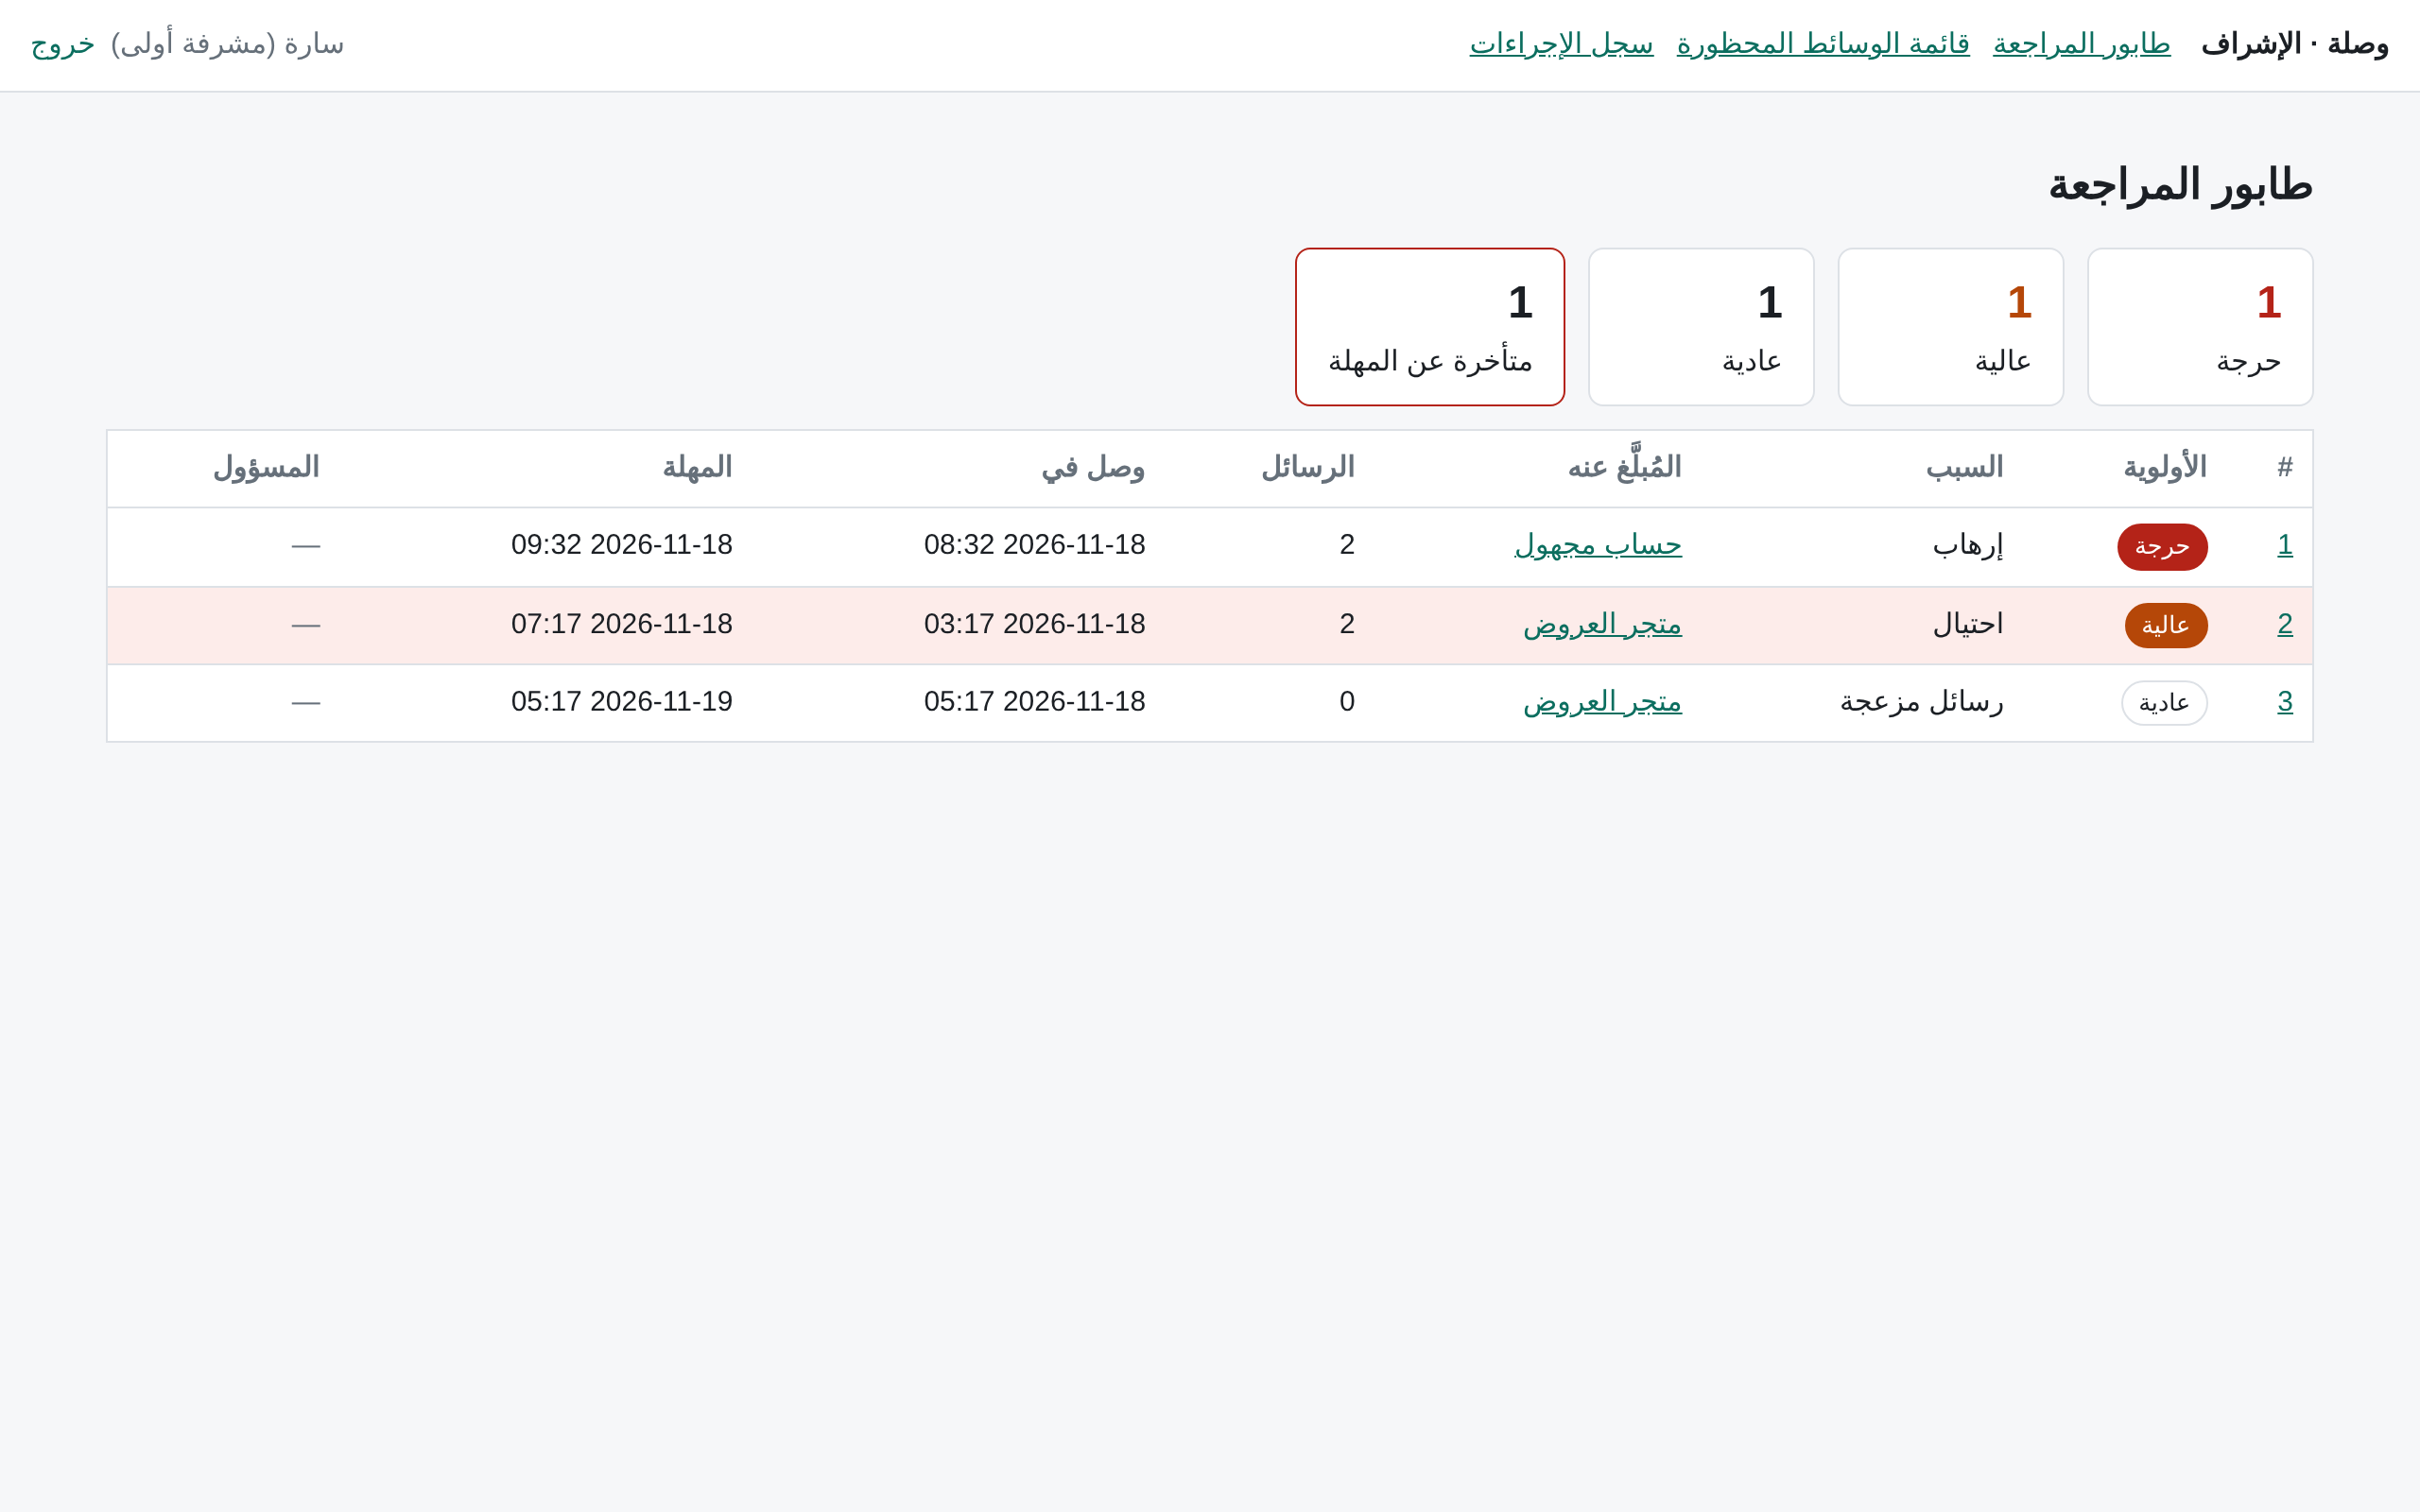 وصلة · الإشراف طابور المراجعة قائمة الوسائط المحظورة سجل الإجراءات سارة (مشرفة أولى) خروج
طابور المراجعة
1 1 1 1
حرجة عالية عادية متأخرة عن المهلة
# الأولوية السبب المُبلَّغ عنه الرسائل وصل في المهلة المسؤول
1 حرجة إرهاب حساب مجهول 2 2026-11-18 08:32 2026-11-18 09:32 —
2 عالية احتيال متجر العروض 2 2026-11-18 03:17 2026-11-18 07:17 —
3 عادية رسائل مزعجة متجر العروض 0 2026-11-18 05:17 2026-11-19 05:17 —